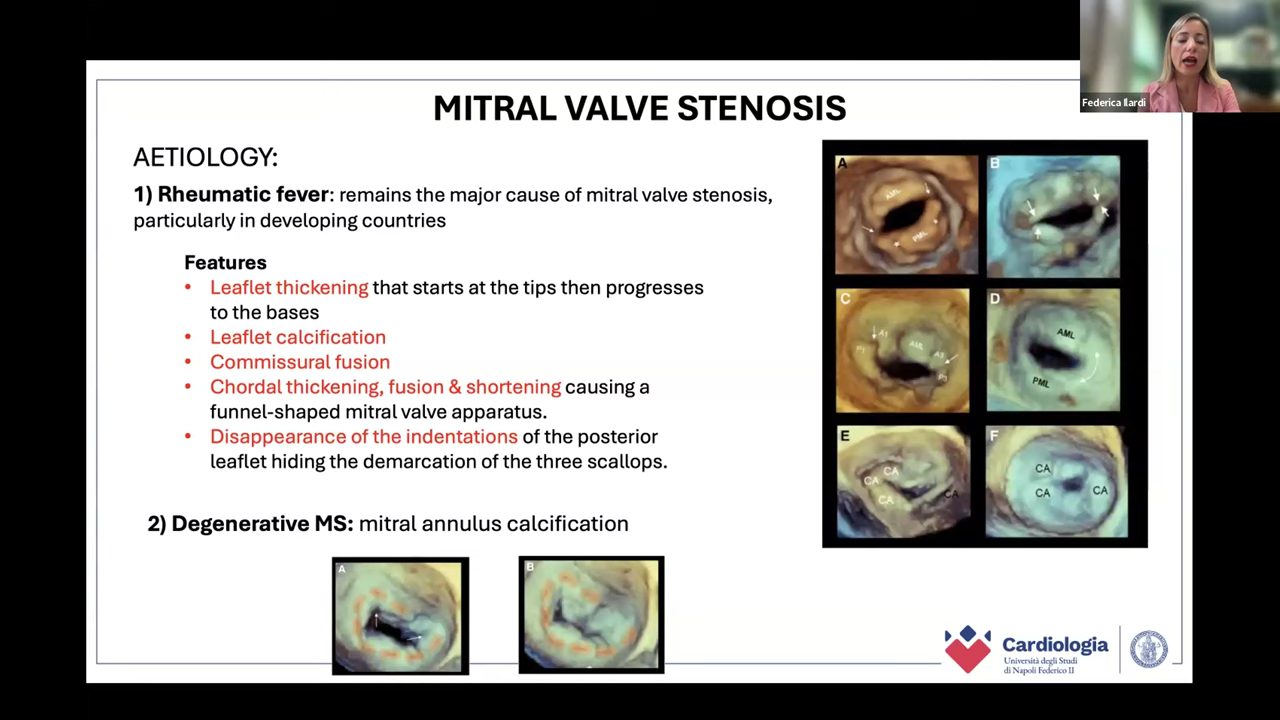 Federica Ilardi
MITRAL VALVE STENOSIS
AETIOLOGY:
1) Rheumatic fever: remains the major cause of mitral valve stenosis,
particularly in developing countries
Features
• Leaflet thickening that starts at the tips then progresses
to the bases
• Leaflet calcification
• Commissural fusion
• Chordal thickening, fusion & shortening causing a
funnel-shaped mitral valve apparatus.
• Disappearance of the indentations of the posterior
leaflet hiding the demarcation of the three scallops.
2) Degenerative MS: mitral annulus calcification
A
B
A
AML
PML
B
C
P1
A1
AML
A3
P3
D
AML
PML
E
CA
CA
CA
CA
F
CA
CA
CA
Cardiologia
Università degli Studi
di Napoli Federico II